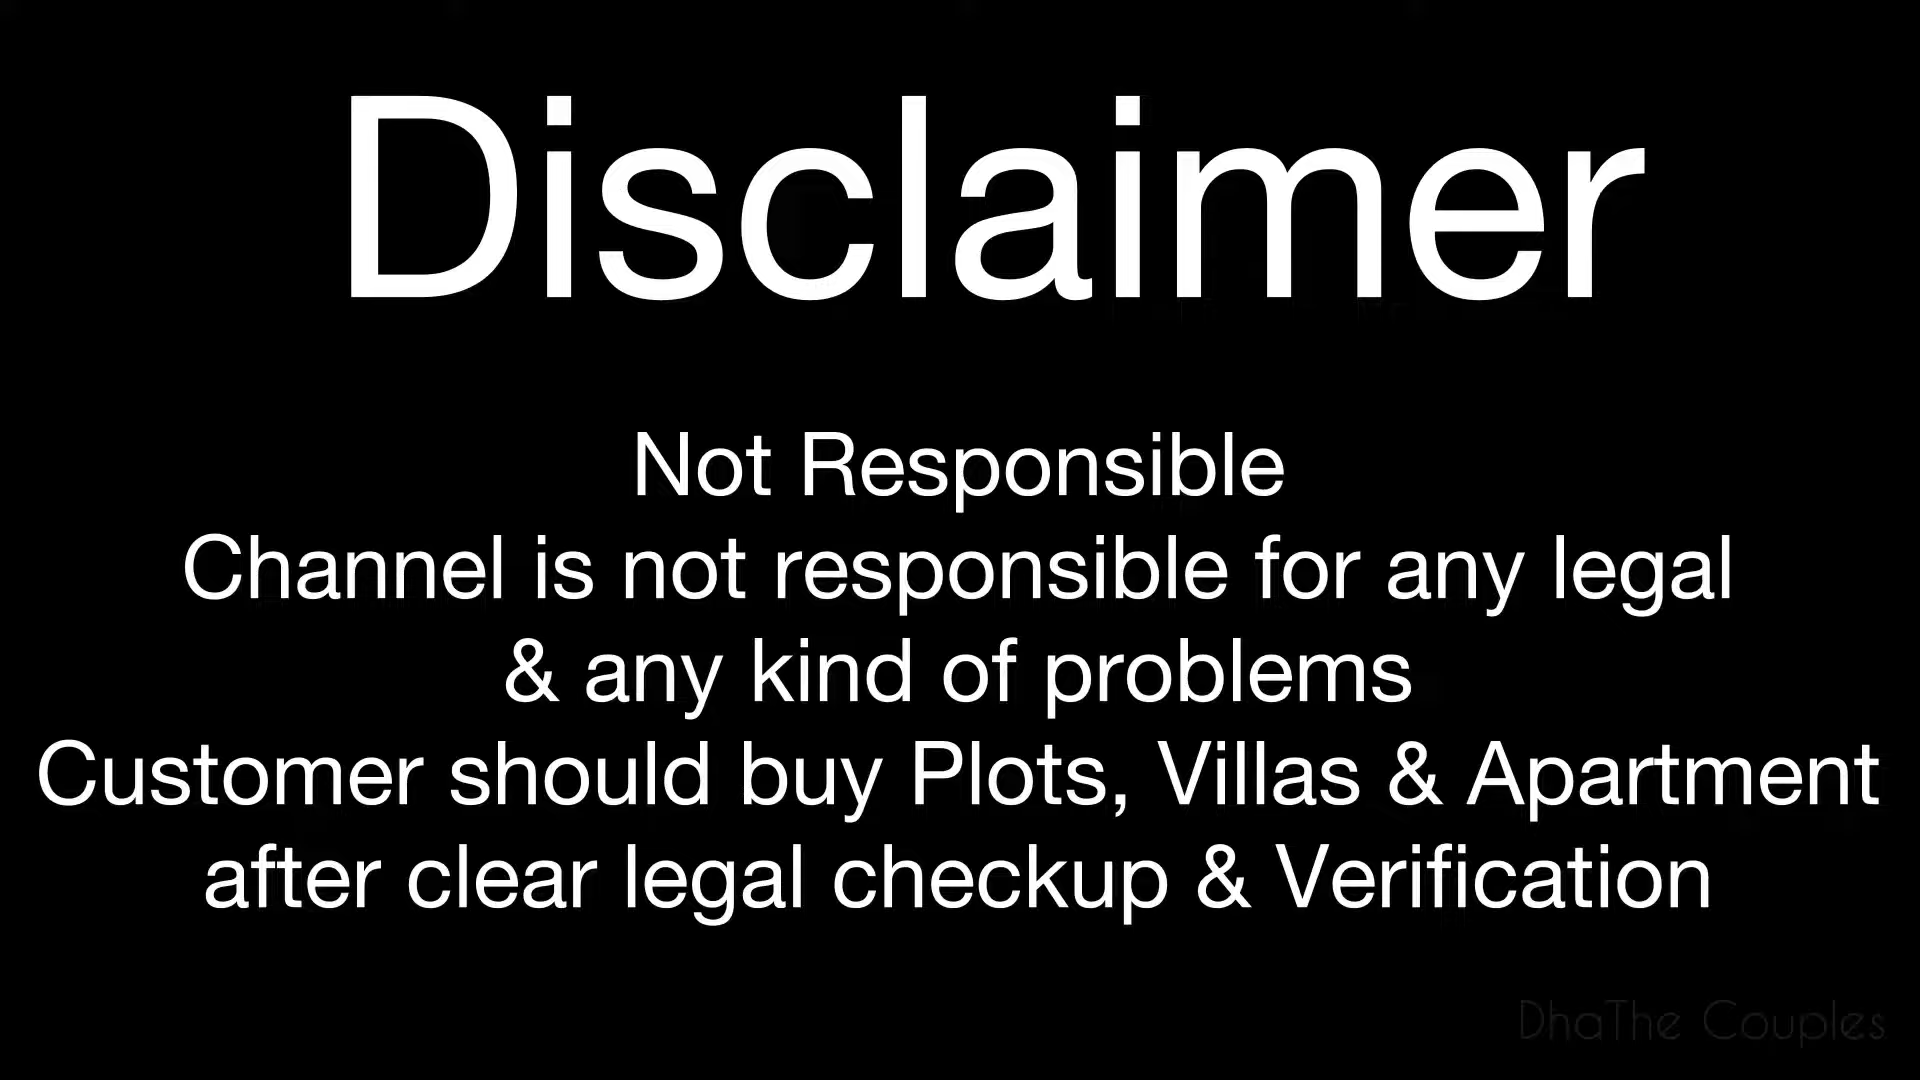 Disclaimer
Not Responsible
Channel is not responsible for any legal
& any kind of problems
Customer should buy Plots, Villas & Apartment
after clear legal checkup & Verification
DhaThe Couples